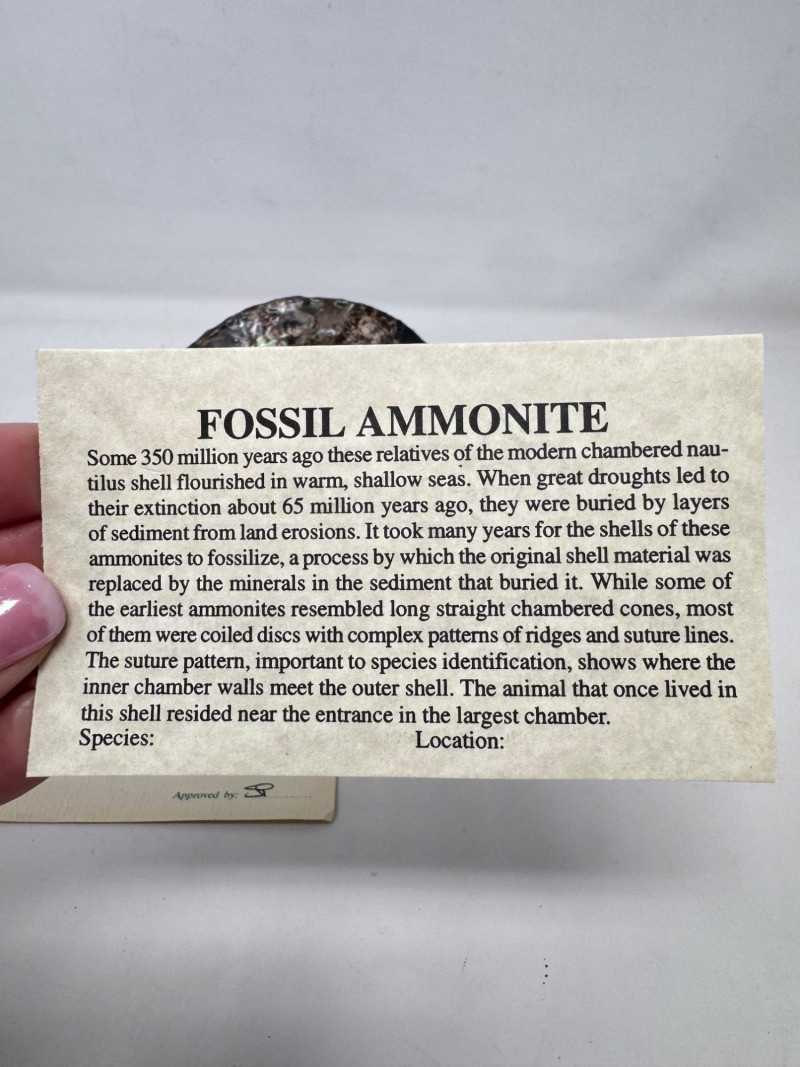 FOSSIL AMMONITE
Some 350 million years ago these relatives of the modern chambered nau-
tilus shell flourished in warm, shallow seas. When great droughts led to
their extinction about 65 million years ago, they were buried by layers
of sediment from land erosions. It took many years for the shells of these
ammonites to fossilize, a process by which the original shell material was
replaced by the minerals in the sediment that buried it. While some of
the earliest ammonites resembled long straight chambered cones, most
of them were coiled discs with complex patterns of ridges and suture lines.
The suture pattern, important to species identification, shows where the
inner chamber walls meet the outer shell. The animal that once lived in
this shell resided near the entrance in the largest chamber.
Species: Location:
Approved by: